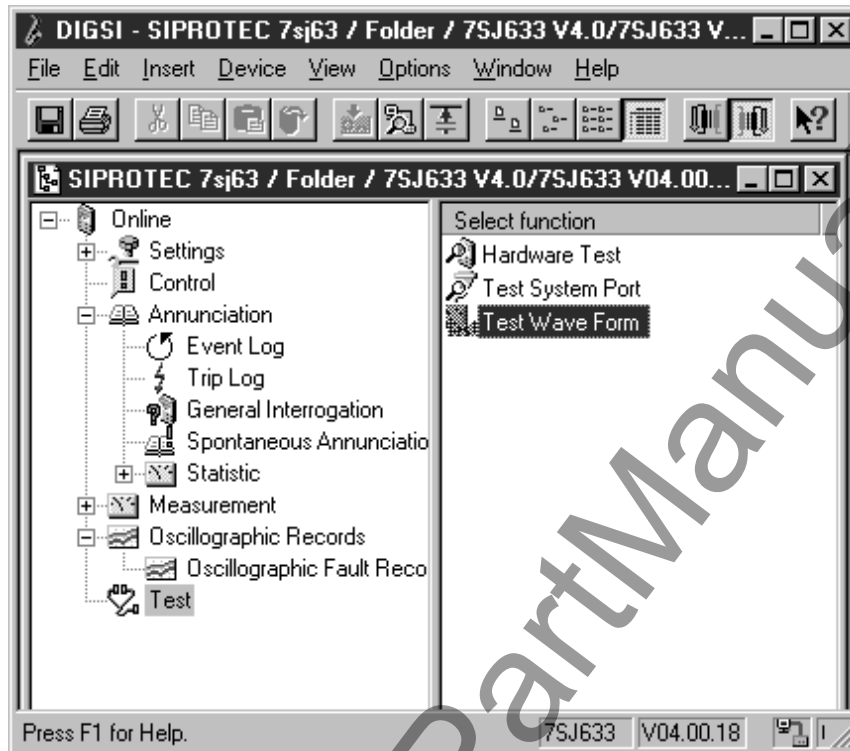 DIGSI - SIPROTEC 7sj63 / Folder / 7SJ633 V4.0/7SJ633 V...
File Edit Insert Device View Options Window Help
SIPROTEC 7sj63 / Folder / 7SJ633 V4.0/7SJ633 V04.00...
Online
Settings
Control
Annunciation
Event Log
Trip Log
General Interrogation
Spontaneous Annunciatio
Statistic
Measurement
Oscillographic Records
Oscillographic Fault Reco
Test
Select function
Hardware Test
Test System Port
Test Wave Form
Press F1 for Help.
7SJ633 V04.00.18
PartManu